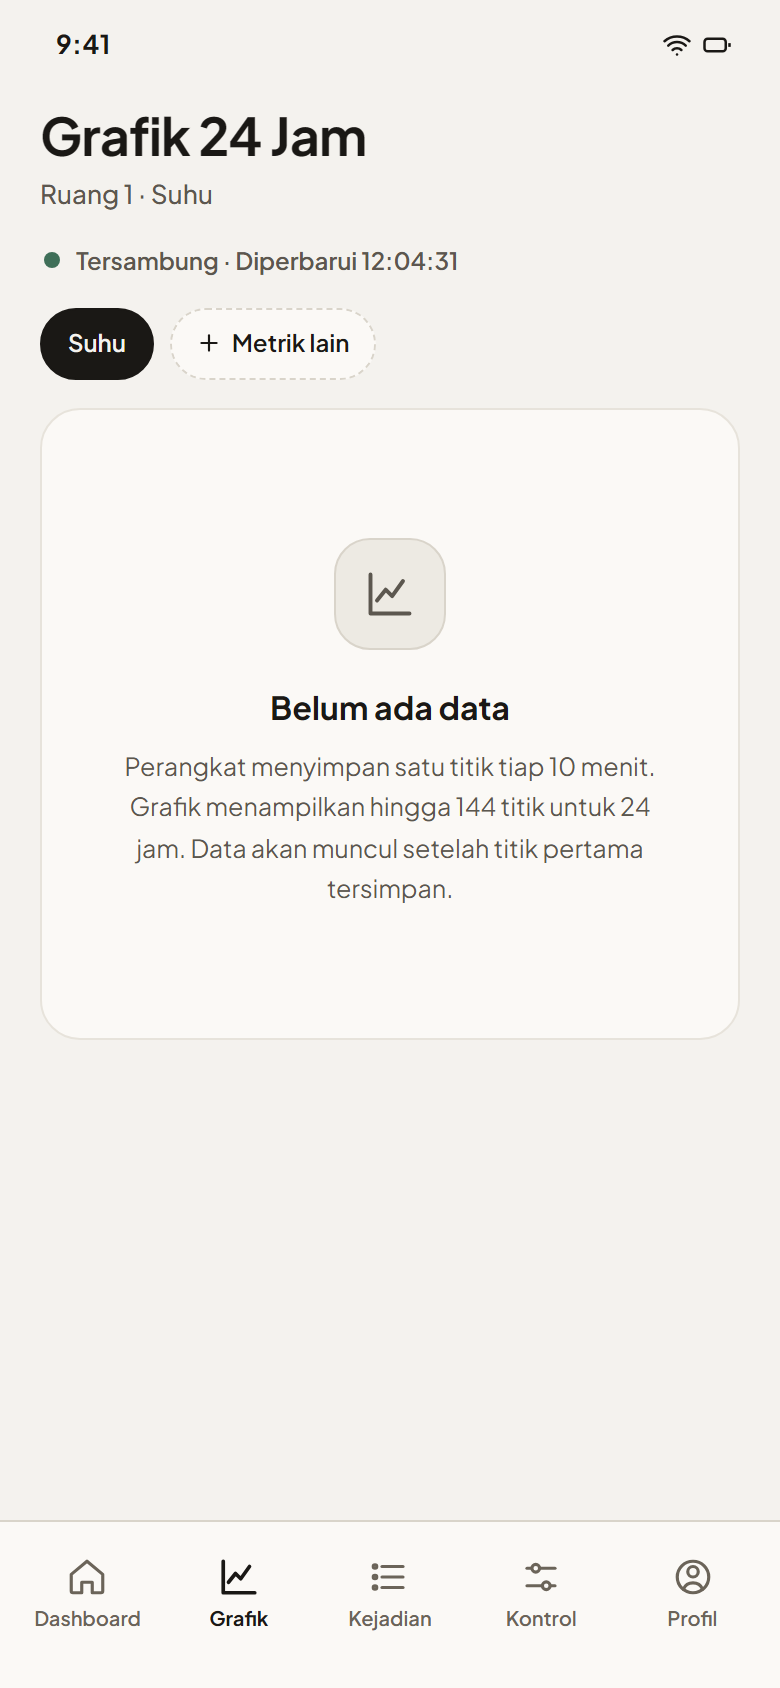 9:41
Grafik 24 Jam
Ruang 1 · Suhu
Tersambung · Diperbarui 12:04:31
Suhu
+ Metrik lain
Belum ada data
Perangkat menyimpan satu titik tiap 10 menit.
Grafik menampilkan hingga 144 titik untuk 24
jam. Data akan muncul setelah titik pertama
tersimpan.
Dashboard
Grafik
Kejadian
Kontrol
Profil